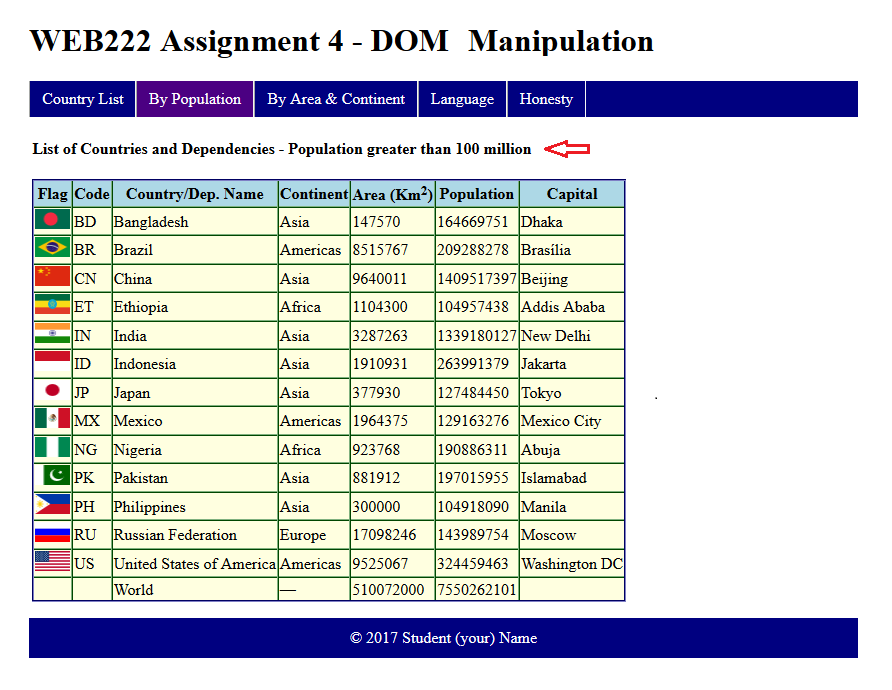 WEB222 Assignment 4 - DOM Manipulation
Country List By Population By Area & Continent Language Honesty
List of Countries and Dependencies - Population greater than 100 million
Flag Code Country/Dep. Name Continent Area (Km²) Population Capital
BD Bangladesh Asia 147570 164669751 Dhaka
BR Brazil Americas 8515767 209288278 Brasília
CN China Asia 9640011 1409517397 Beijing
ET Ethiopia Africa 1104300 104957438 Addis Ababa
IN India Asia 3287263 1339180127 New Delhi
ID Indonesia Asia 1910931 263991379 Jakarta
JP Japan Asia 377930 127484450 Tokyo
MX Mexico Americas 1964375 129163276 Mexico City
NG Nigeria Africa 923768 190886311 Abuja
PK Pakistan Asia 881912 197015955 Islamabad
PH Philippines Asia 300000 104918090 Manila
RU Russian Federation Europe 17098246 143989754 Moscow
US United States of America Americas 9525067 324459463 Washington DC
World — 510072000 7550262101
© 2017 Student (your) Name